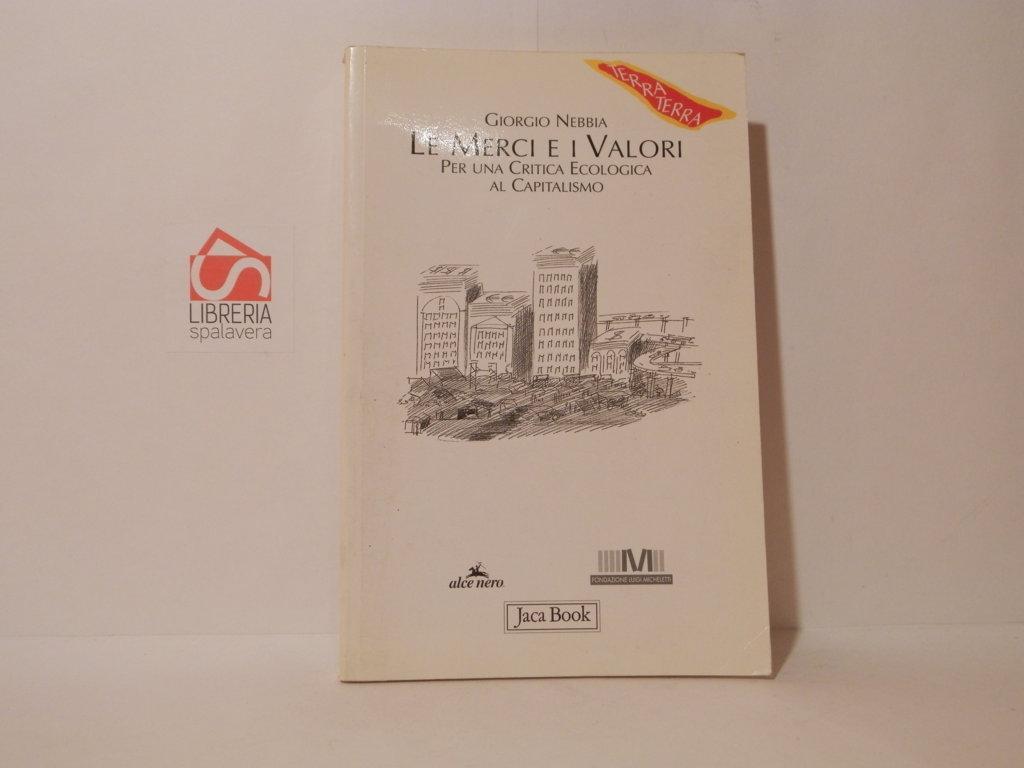 TERRA
TERRA
GIORGIO NEBBIA
LE MERCI E I VALORI
PER UNA CRITICA ECOLOGICA
AL CAPITALISMO
LIBRERIA
spalavera
alce nero
FONDAZIONE LUIGI MICHELETTI
Jaca Book